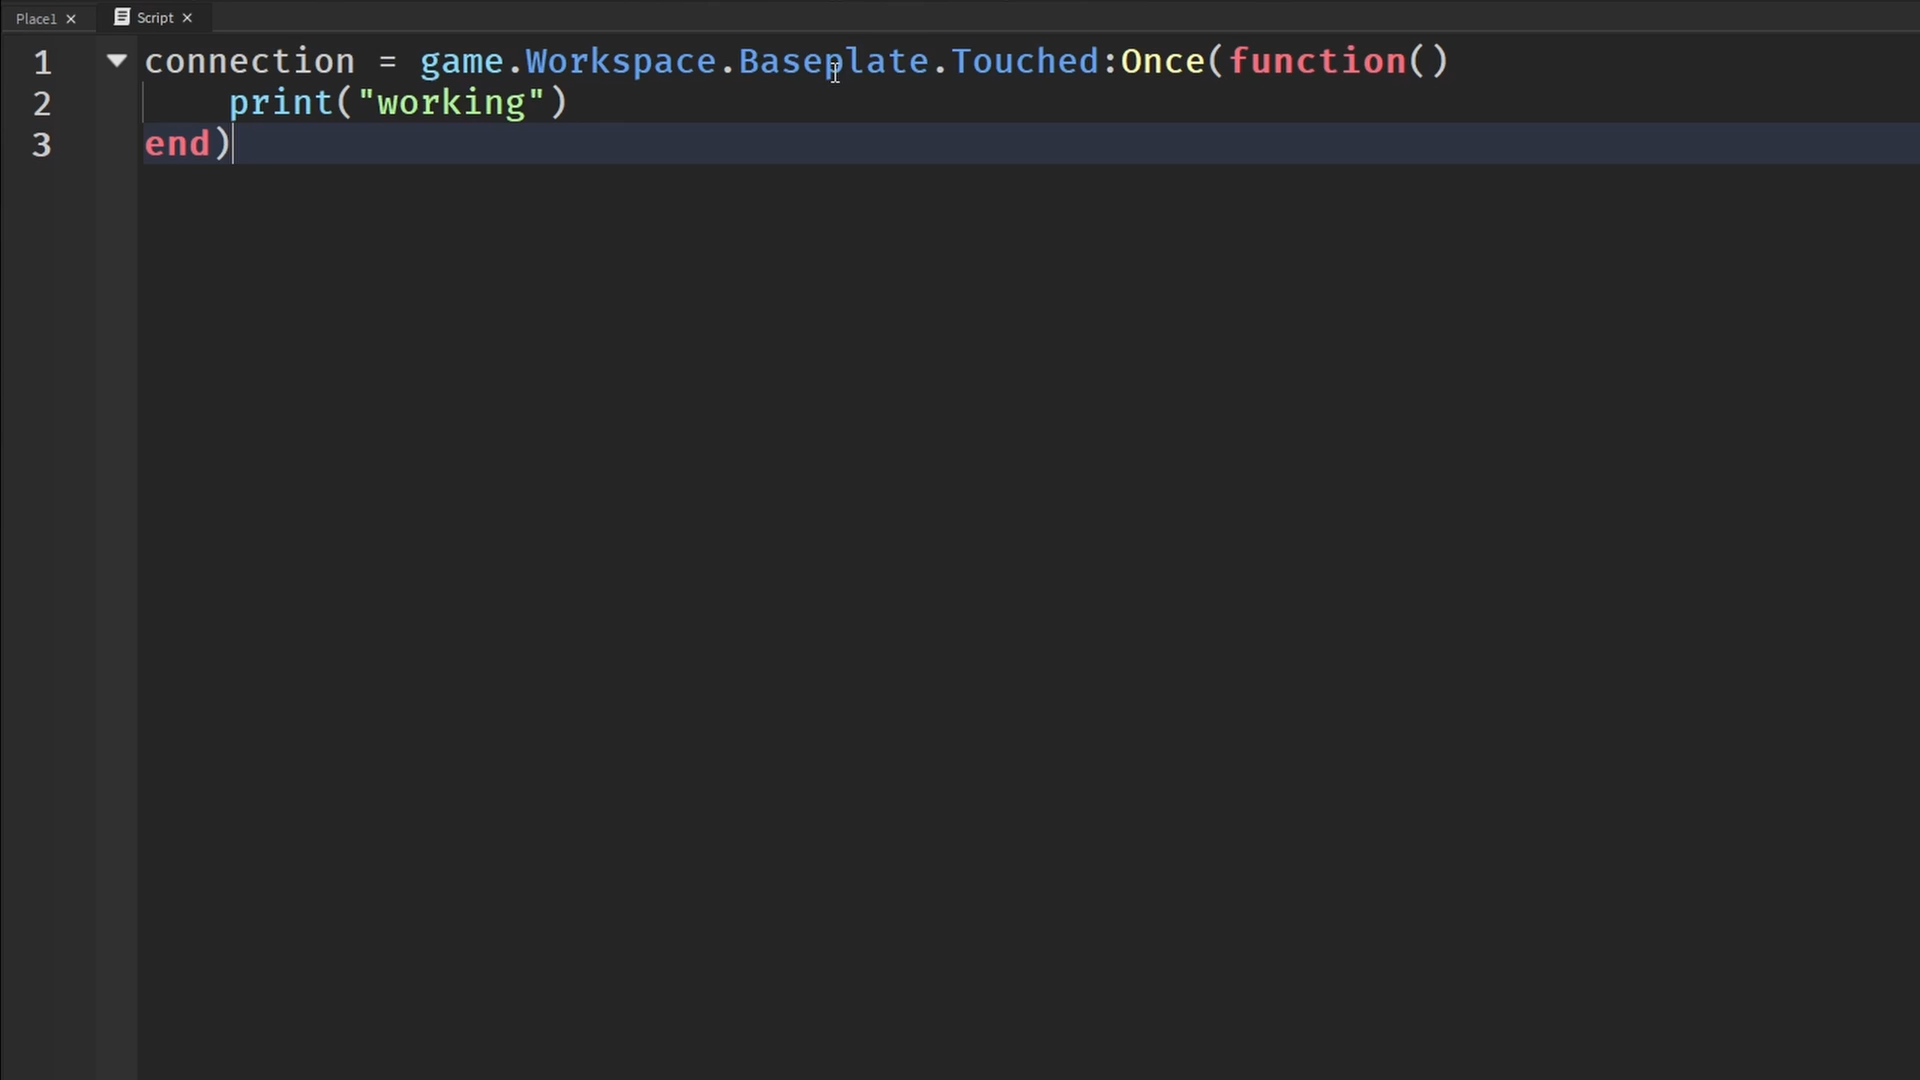 Place1 × Script ×
1 connection = game.Workspace.Baseplate.Touched:Once(function()
2 print("working")
3 end)